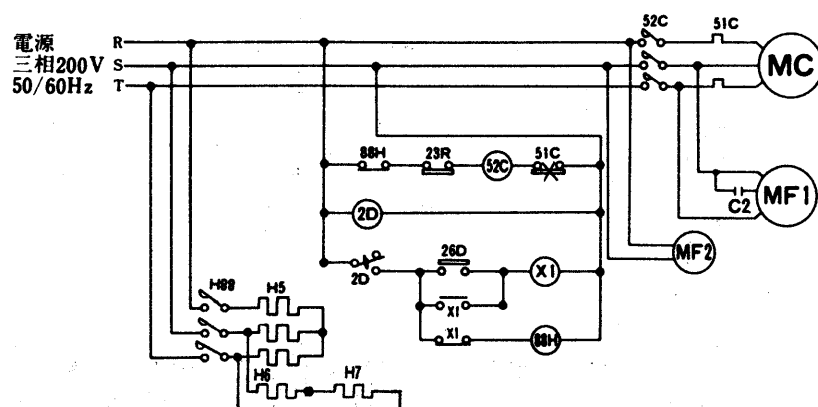 電源 R
三相200V S
50/60Hz T
52C
51C
MC
88H
23R
52C
51C
C2
MF1
2D
MF2
2D
26D
X1
X1
X1
88H
H88
H5
H6
H7